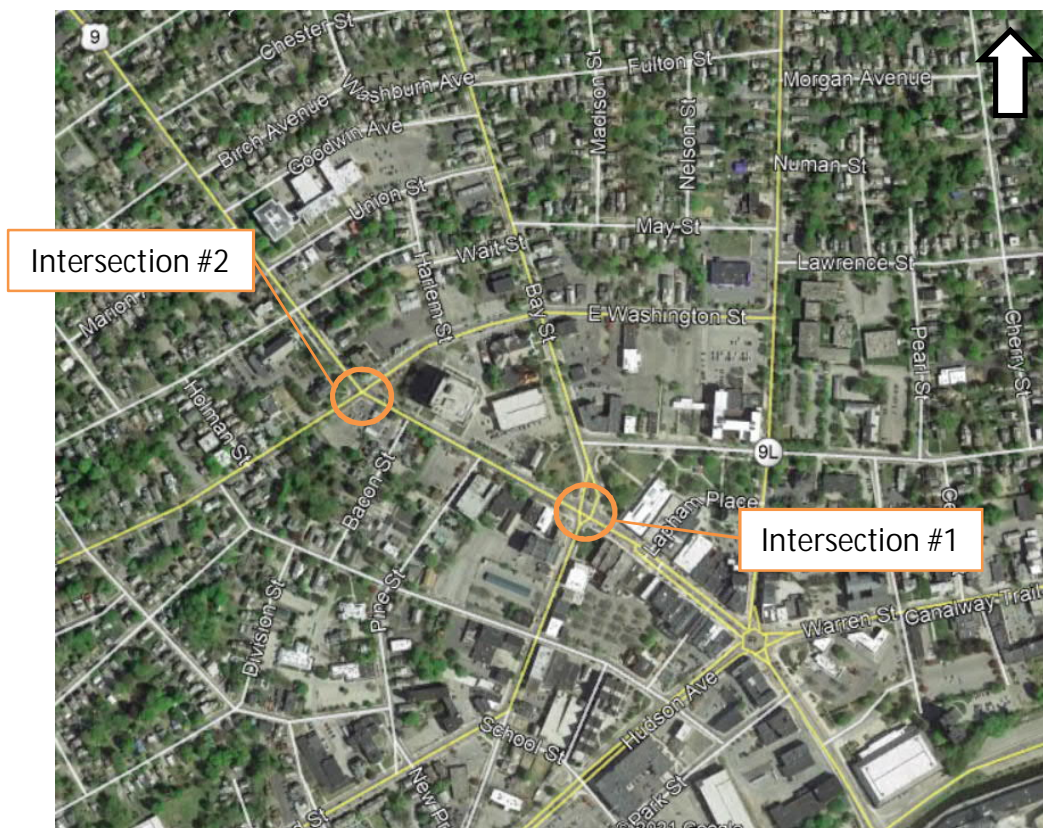 9
Chester St
Washburn Ave
Fulton St
Madison St
Morgan Avenue
Birch Avenue
Goodwin Ave
Nelson St
Numan St
Union St
May St
Wait St
Intersection #2
Harlem St
Bay St
Lawrence St
Marion
E Washington St
Pearl St
Cherry St
Holman St
9L
Bacon St
Lapham Place
Intersection #1
Division St
Pine St
Warren St
Canalway Trail
Hudson Ave
School St
Park St
St